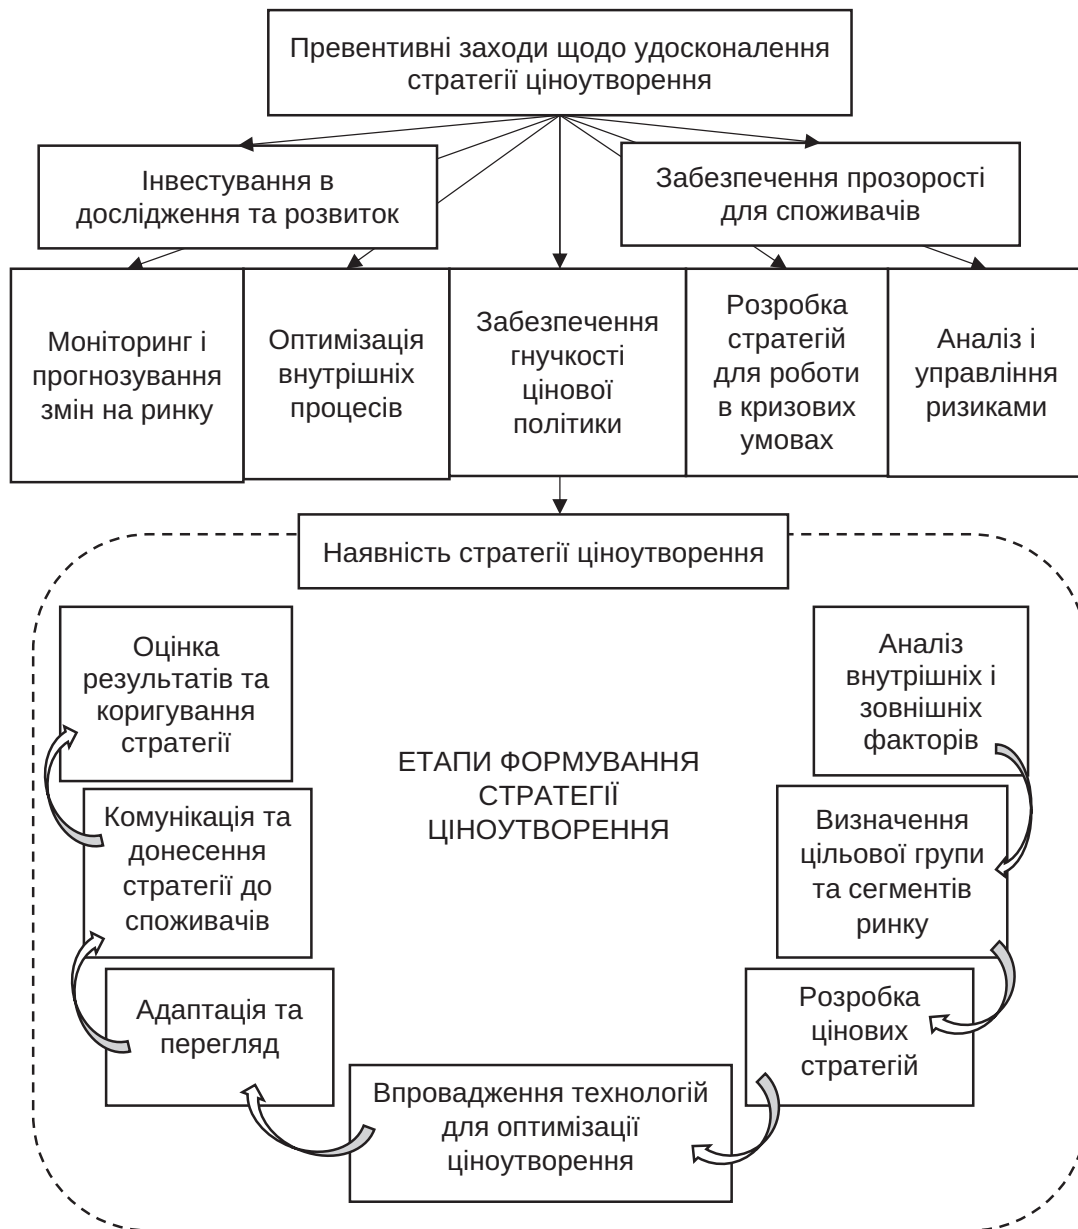 Превентивні заходи щодо удосконалення
стратегії ціноутворення
Інвестування в
дослідження та розвиток
Забезпечення прозорості
для споживачів
Моніторинг і
прогнозування
змін на ринку
Оптимізація
внутрішніх
процесів
Забезпечення
гнучкості
цінової
політики
Розробка
стратегій
для роботи
в кризових
умовах
Аналіз і
управління
ризиками
Наявність стратегії ціноутворення
ЕТАПИ ФОРМУВАННЯ
СТРАТЕГІЇ
ЦІНОУТВОРЕННЯ
Аналіз
внутрішніх і
зовнішніх
факторів
Визначення
цільової групи
та сегментів
ринку
Розробка
цінових
стратегій
Впровадження технологій
для оптимізації
ціноутворення
Адаптація та
перегляд
Комунікація та
донесення
стратегії до
споживачів
Оцінка
результатів та
коригування
стратегії